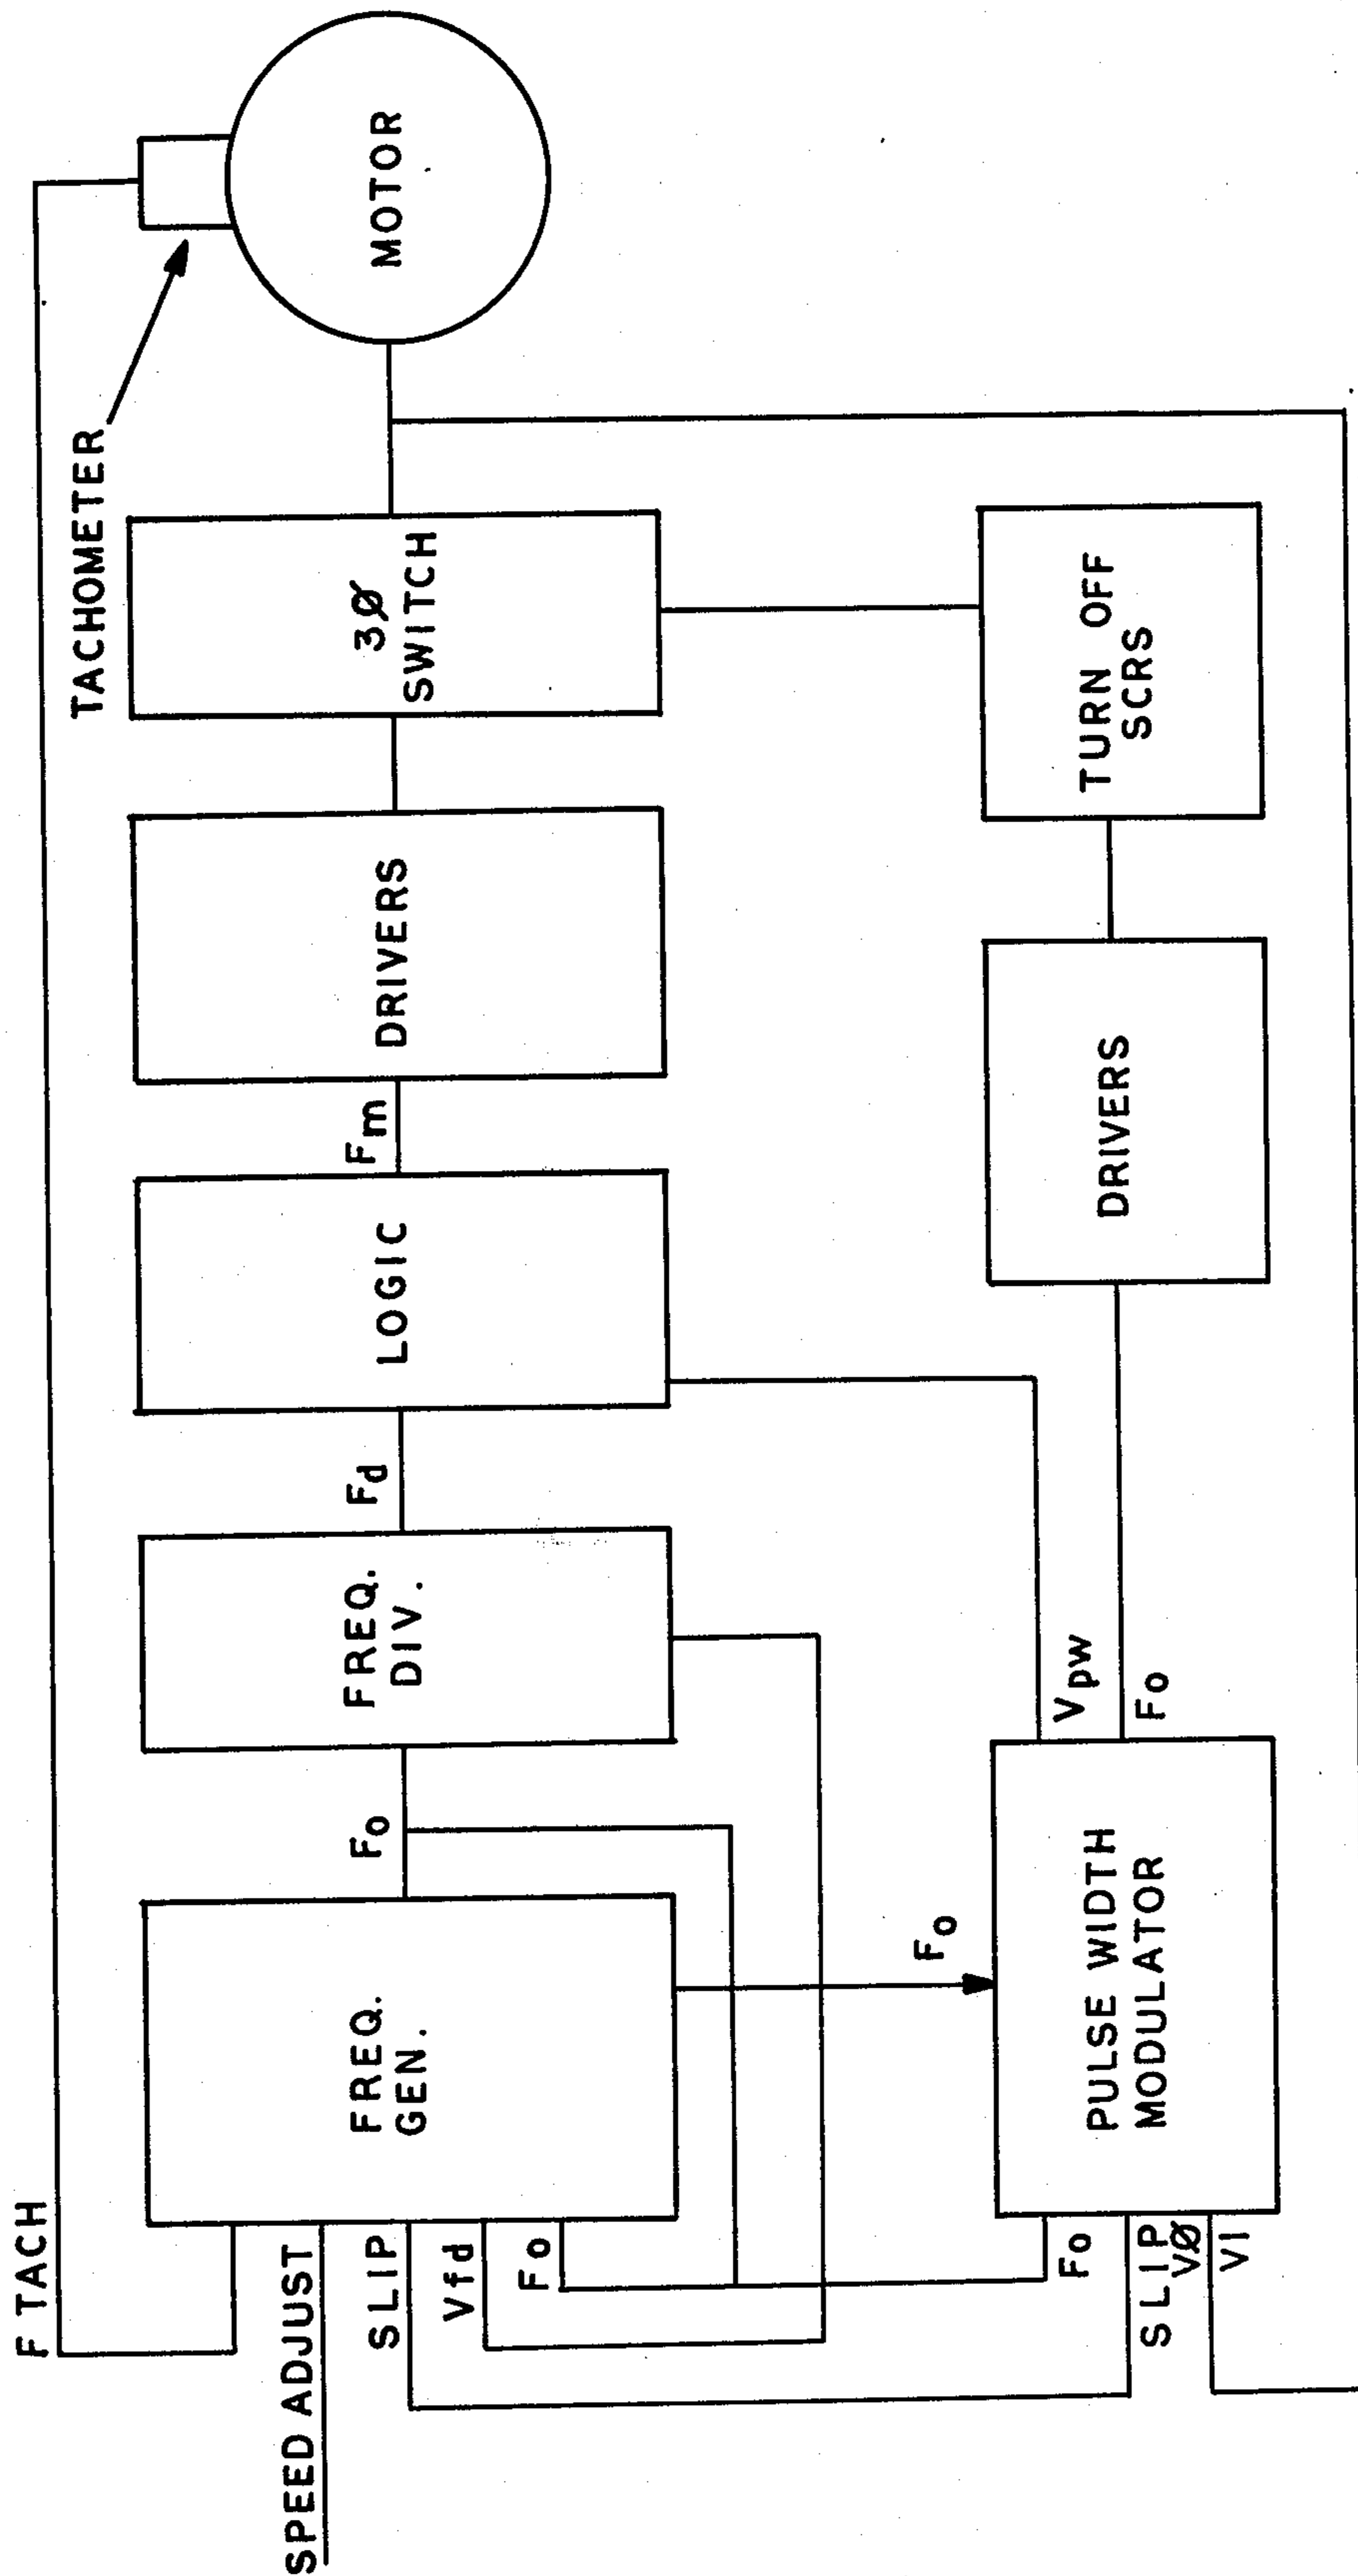 F TACH
TACHOMETER
SPEED ADJUST
SLIP
Vfd
Fo
FREQ.
GEN.
Fo
FREQ.
DIV.
Fd
LOGIC
Fm
DRIVERS
3Ø
SWITCH
MOTOR
Fo
Fo
SLIP
VØ
VI
PULSE WIDTH
MODULATOR
Vpw
Fo
DRIVERS
TURN OFF
SCRS